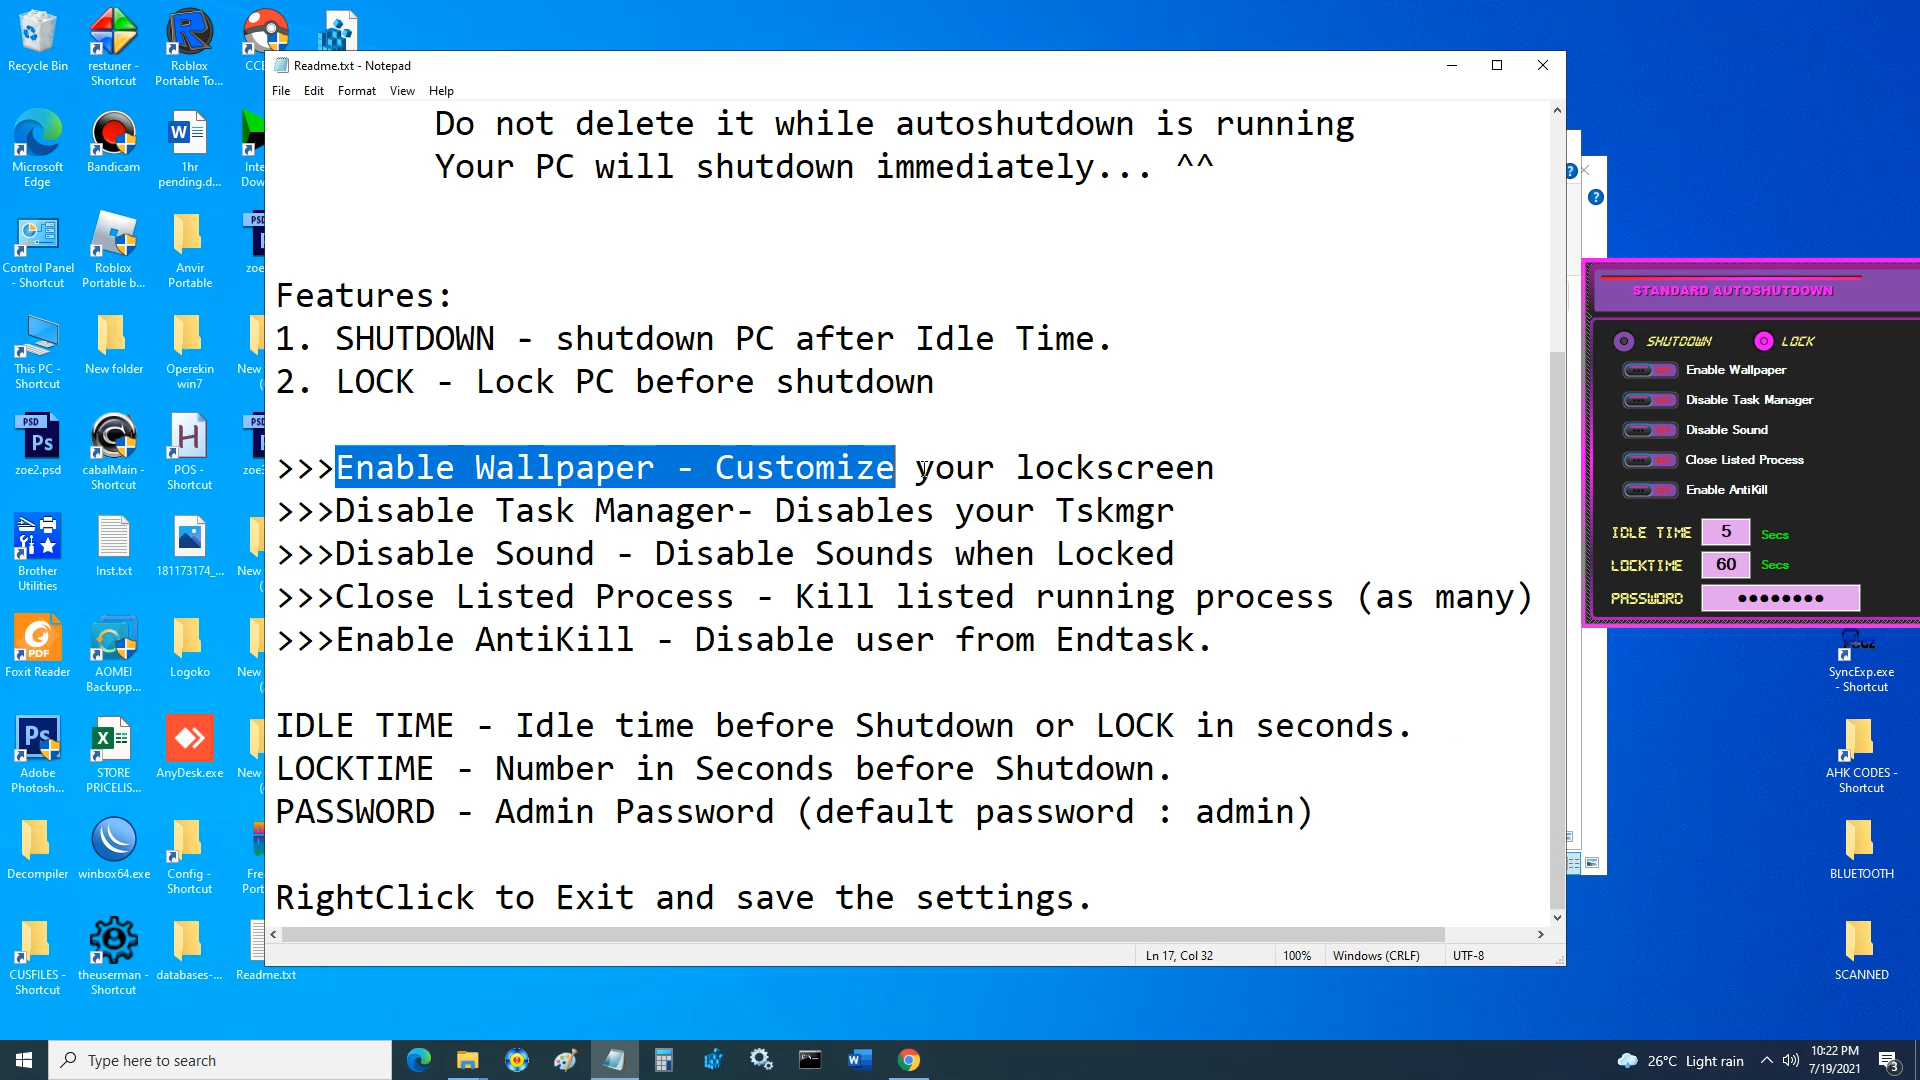 Recycle Bin
restuner -
Shortcut
Roblox
Portable To...
Microsoft
Edge
Bandicam
1hr
pending.d...
Control Panel
- Shortcut
Roblox
Portable b...
Anvir
Portable
This PC -
Shortcut
New folder
Operekin
win7
zoe2.psd
cabalMain -
Shortcut
POS -
Shortcut
Brother
Utilities
Inst.txt
181173174_...
Foxit Reader
AOMEI
Backupp...
Logoko
Adobe
Photosh...
STORE
PRICELIS...
AnyDesk.exe
Decompiler
winbox64.exe
Config -
Shortcut
CUSFILES -
Shortcut
theuserman -
Shortcut
databases-...
Readme.txt
Readme.txt - Notepad
File Edit Format View Help
Do not delete it while autoshutdown is running
Your PC will shutdown immediately... ^^
Features:
1. SHUTDOWN - shutdown PC after Idle Time.
2. LOCK - Lock PC before shutdown
>>>Enable Wallpaper - Customize your lockscreen
>>>Disable Task Manager- Disables your Tskmgr
>>>Disable Sound - Disable Sounds when Locked
>>>Close Listed Process - Kill listed running process (as many)
>>>Enable AntiKill - Disable user from Endtask.
IDLE TIME - Idle time before Shutdown or LOCK in seconds.
LOCKTIME - Number in Seconds before Shutdown.
PASSWORD - Admin Password (default password : admin)
RightClick to Exit and save the settings.
Ln 17, Col 32 100% Windows (CRLF) UTF-8
STANDARD AUTOSHUTDOWN
SHUTDOWN LOCK
Enable Wallpaper
Disable Task Manager
Disable Sound
Close Listed Process
Enable AntiKill
IDLE TIME 5 Secs
LOCKTIME 60 Secs
PASSWORD ●●●●●●●●
SyncExp.exe
- Shortcut
AHK CODES -
Shortcut
BLUETOOTH
SCANNED
Type here to search
26°C Light rain
10:22 PM
7/19/2021
3